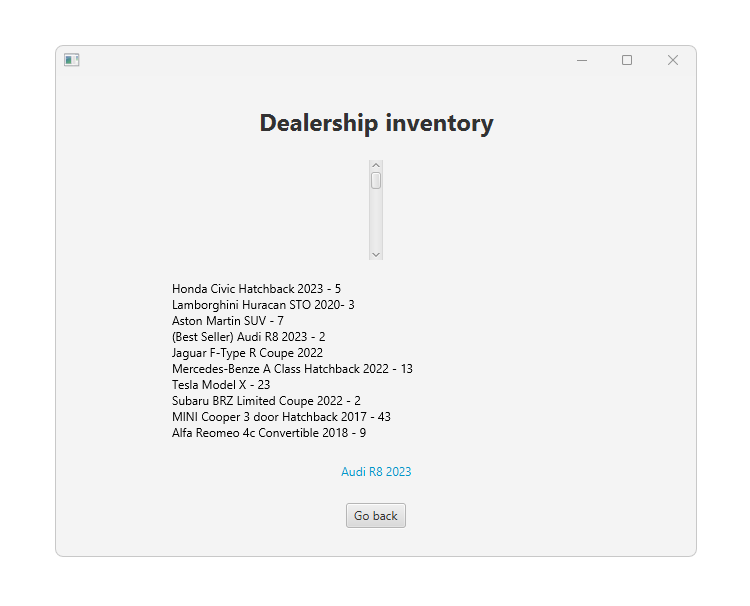 Dealership inventory
Honda Civic Hatchback 2023 - 5
Lamborghini Huracan STO 2020- 3
Aston Martin SUV - 7
(Best Seller) Audi R8 2023 - 2
Jaguar F-Type R Coupe 2022
Mercedes-Benze A Class Hatchback 2022 - 13
Tesla Model X - 23
Subaru BRZ Limited Coupe 2022 - 2
MINI Cooper 3 door Hatchback 2017 - 43
Alfa Reomeo 4c Convertible 2018 - 9
Audi R8 2023
Go back